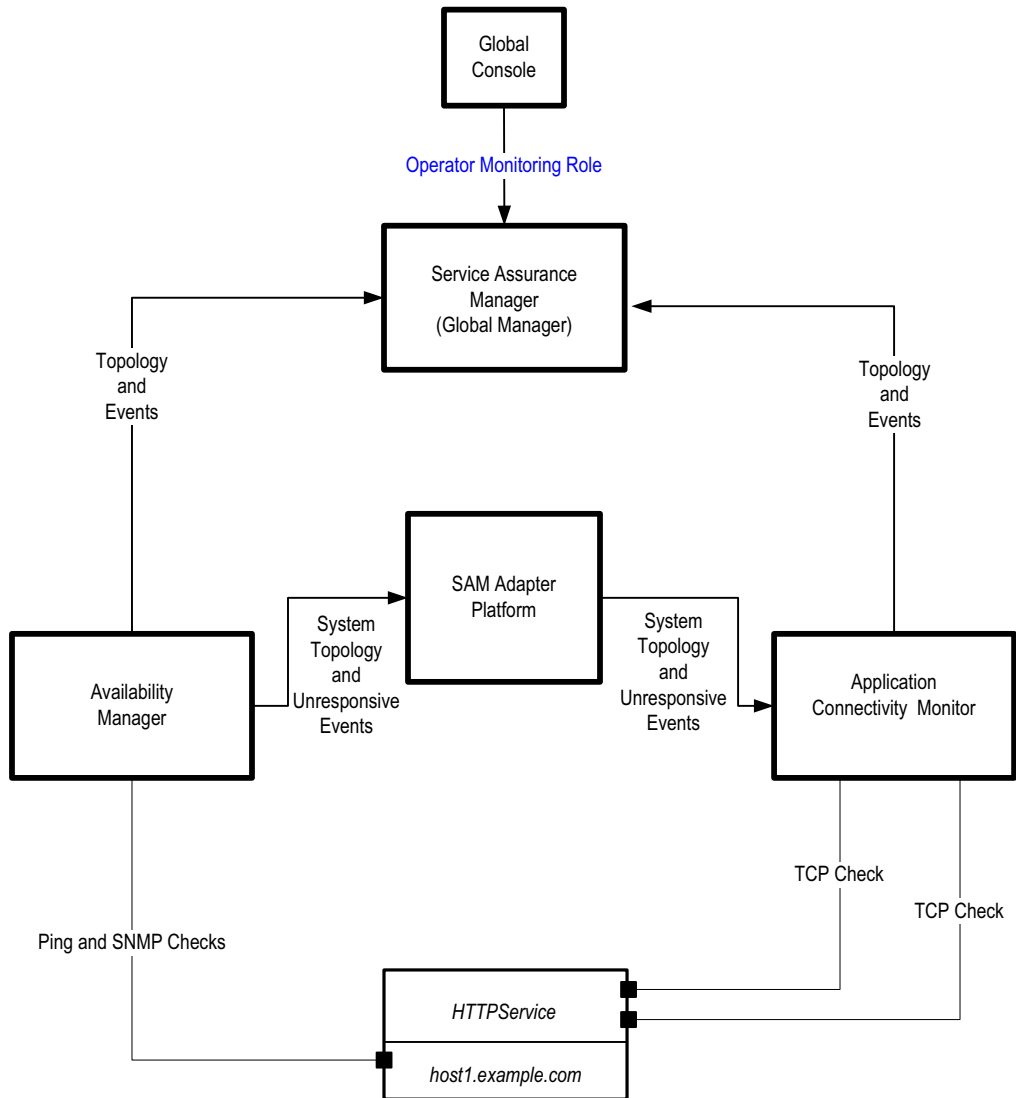 Global
Console
Operator Monitoring Role
Service Assurance
Manager
(Global Manager)
Topology
and
Events
Topology
and
Events
SAM Adapter
Platform
System
Topology
and
Unresponsive
Events
System
Topology
and
Unresponsive
Events
Availability
Manager
Application
Connectivity Monitor
TCP Check
TCP Check
Ping and SNMP Checks
HTTPService
host1.example.com